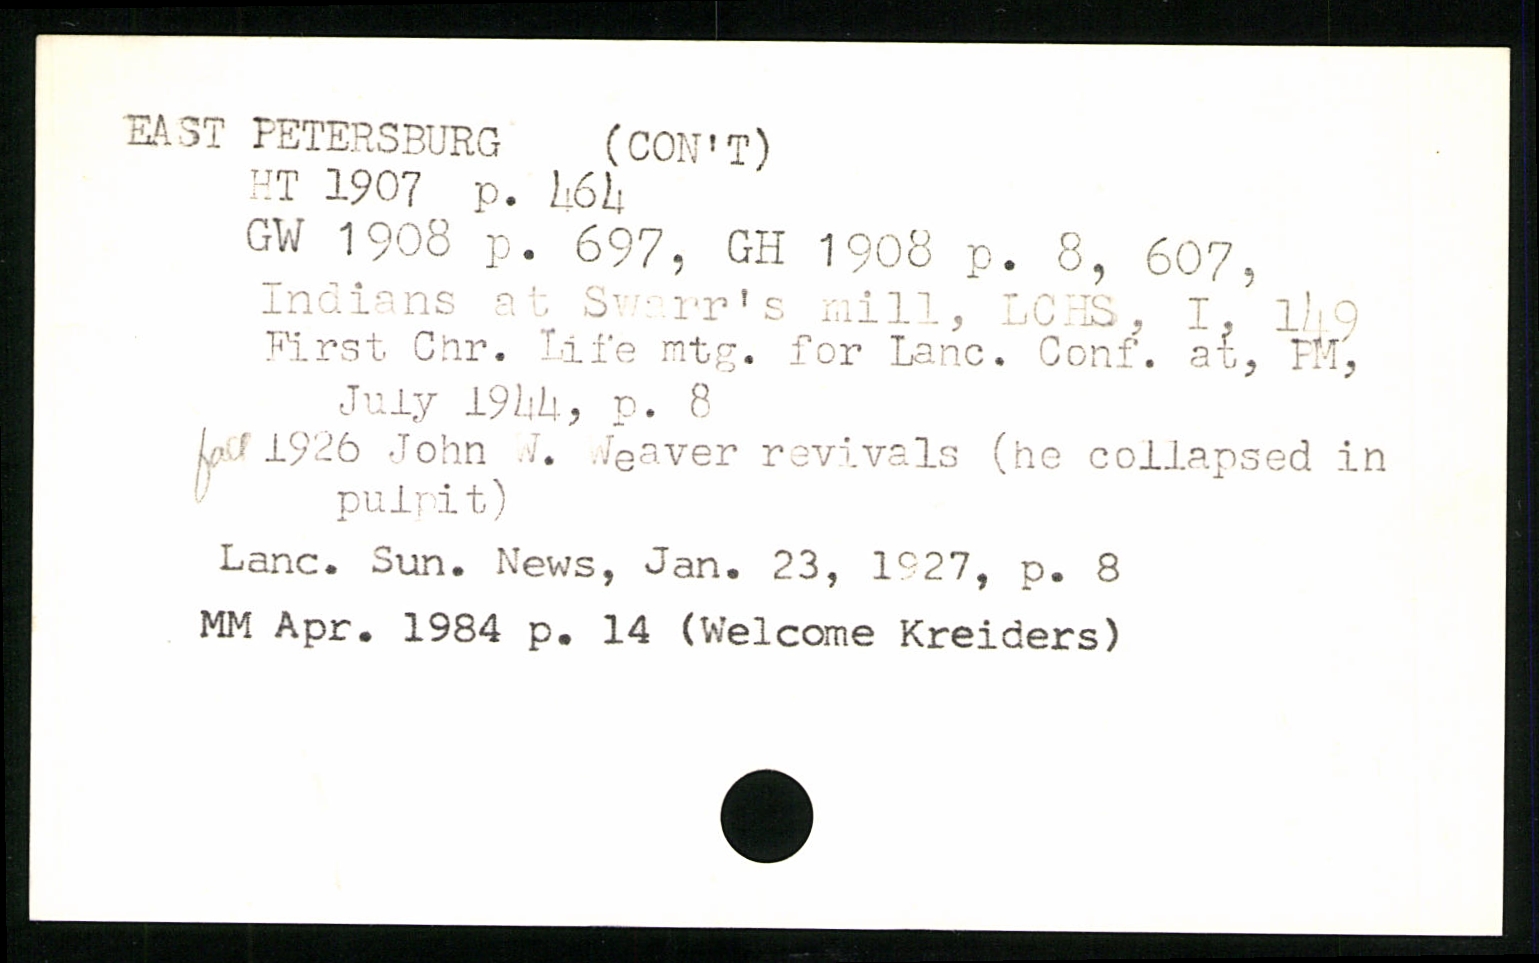 EAST PETERSBURG (CON'T)
HT 1907 p. 464
GW 1908 p. 697, GH 1908 p. 8, 607,
Indians at Swarr's mill, LCHS, I, 149
First Chr. Life mtg. for Lanc. Conf. at, PM,
July 1944, p. 8
fall 1926 John W. Weaver revivals (he collapsed in
pulpit)
Lanc. Sun. News, Jan. 23, 1927, p. 8
MM Apr. 1984 p. 14 (Welcome Kreiders)